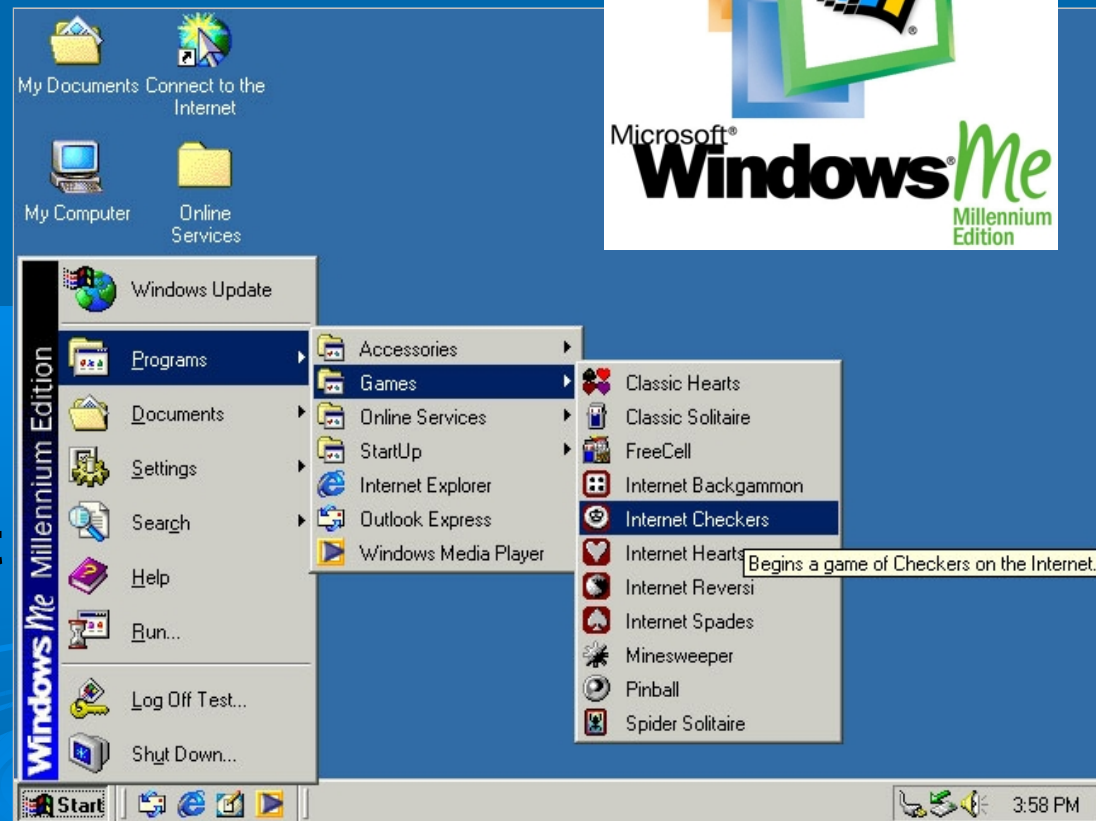 My Documents
Connect to the
Internet
My Computer
Online
Services
Microsoft®
Windows® Me
Millennium
Edition
Windows Me Millennium Edition
Windows Update
Programs
Documents
Settings
Search
Help
Run...
Log Off Test...
Shut Down...
Accessories
Games
Online Services
StartUp
Internet Explorer
Outlook Express
Windows Media Player
Classic Hearts
Classic Solitaire
FreeCell
Internet Backgammon
Internet Checkers
Internet Hearts
Begins a game of Checkers on the Internet.
Internet Reversi
Internet Spades
Minesweeper
Pinball
Spider Solitaire
Start
3:58 PM